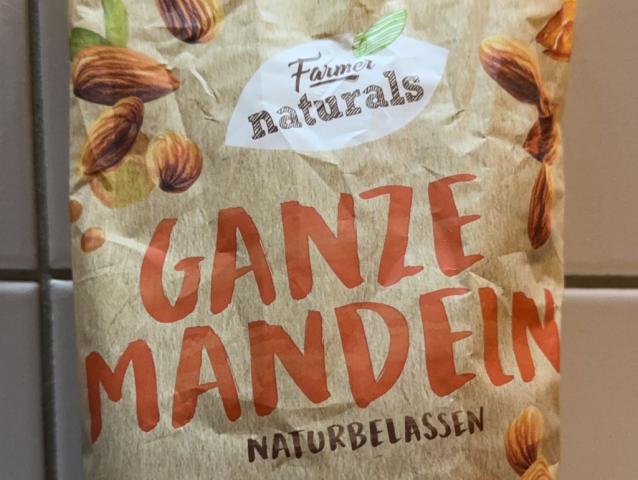 Farmer
naturals
GANZE
MANDELN
NATURBELASSEN